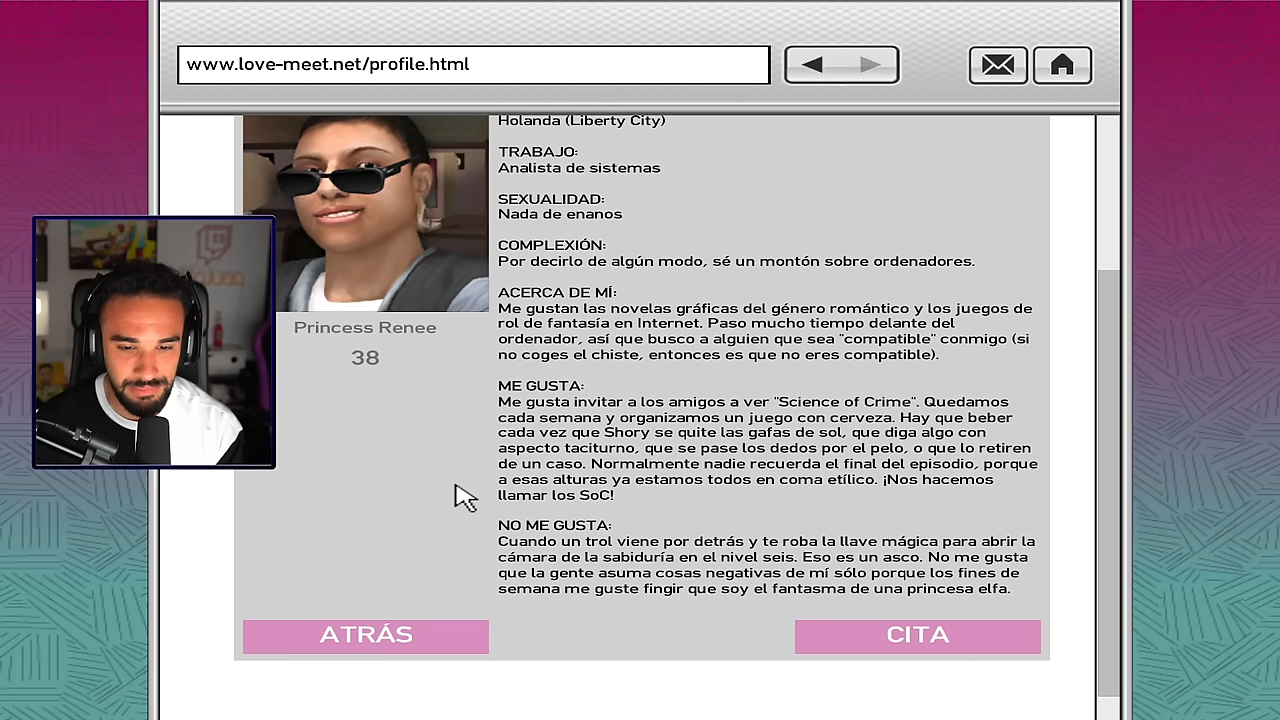 www.love-meet.net/profile.html
Holanda (Liberty City)
TRABAJO:
Analista de sistemas
SEXUALIDAD:
Nada de enanos
COMPLEXIÓN:
Por decirlo de algún modo, sé un montón sobre ordenadores.
ACERCA DE MÍ:
Me gustan las novelas gráficas del género romántico y los juegos de
rol de fantasía en Internet. Paso mucho tiempo delante del
ordenador, así que busco a alguien que sea "compatible" conmigo (si
no coges el chiste, entonces es que no eres compatible).
Princess Renee
38
ME GUSTA:
Me gusta invitar a los amigos a ver "Science of Crime". Quedamos
cada semana y organizamos un juego con cerveza. Hay que beber
cada vez que Shory se quite las gafas de sol, que diga algo con
aspecto taciturno, que se pase los dedos por el pelo, o que lo retiren
de un caso. Normalmente nadie recuerda el final del episodio, porque
a esas alturas ya estamos todos en coma etílico. ¡Nos hacemos
llamar los SoC!
NO ME GUSTA:
Cuando un trol viene por detrás y te roba la llave mágica para abrir la
cámara de la sabiduría en el nivel seis. Eso es un asco. No me gusta
que la gente asuma cosas negativas de mí sólo porque los fines de
semana me guste fingir que soy el fantasma de una princesa elfa.
ATRÁS
CITA